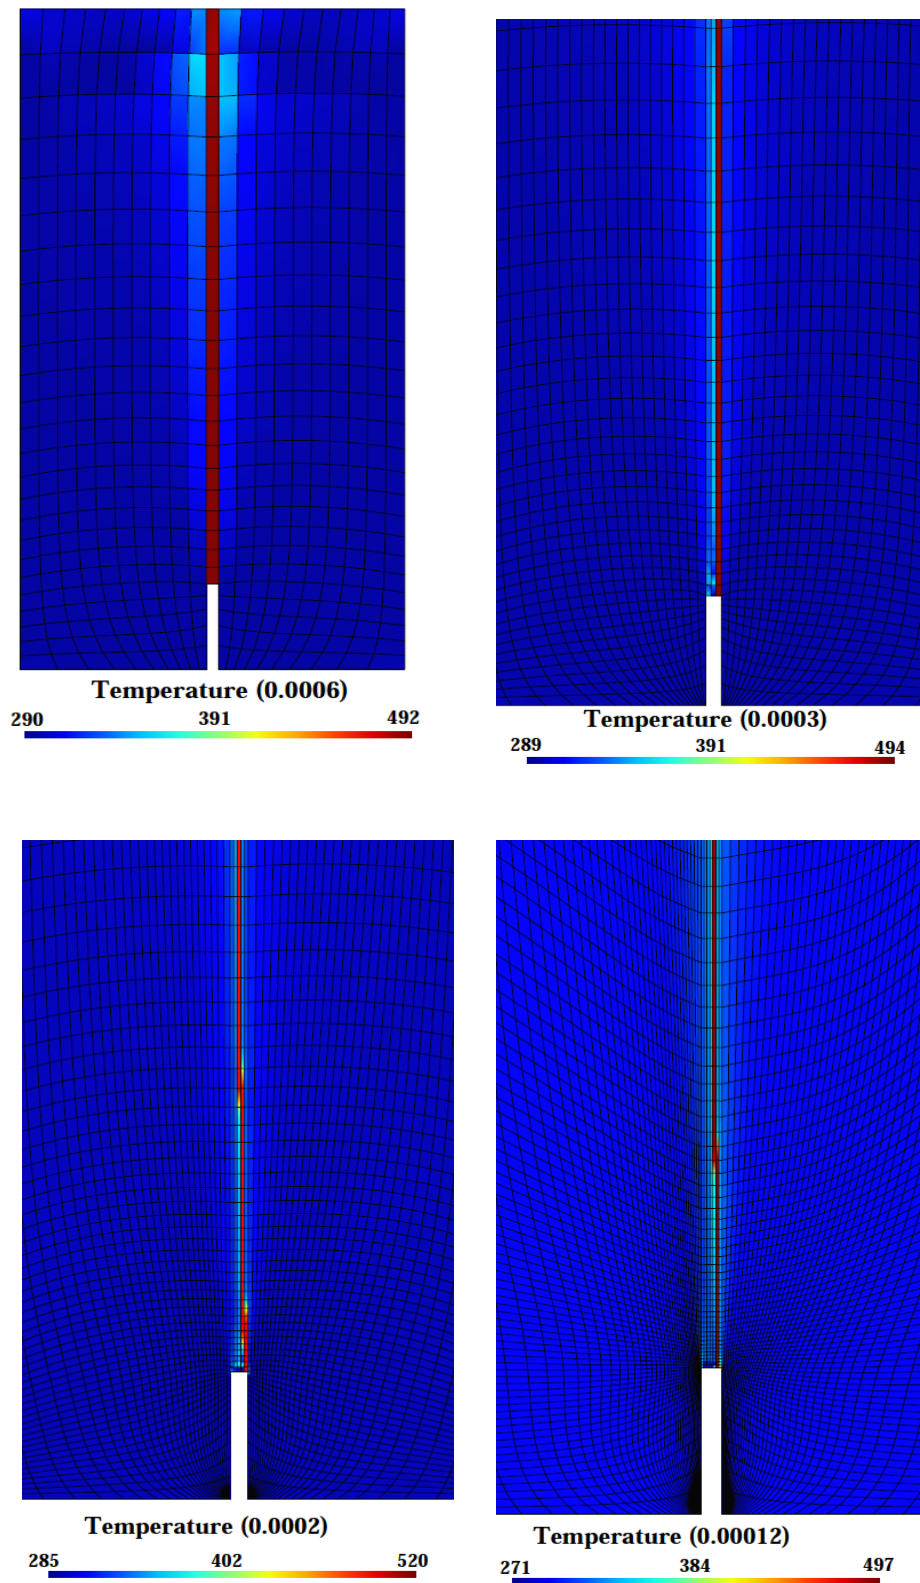 Temperature (0.0006)
290 391 492
Temperature (0.0003)
289 391 494
Temperature (0.0002)
285 402 520
Temperature (0.00012)
271 384 497